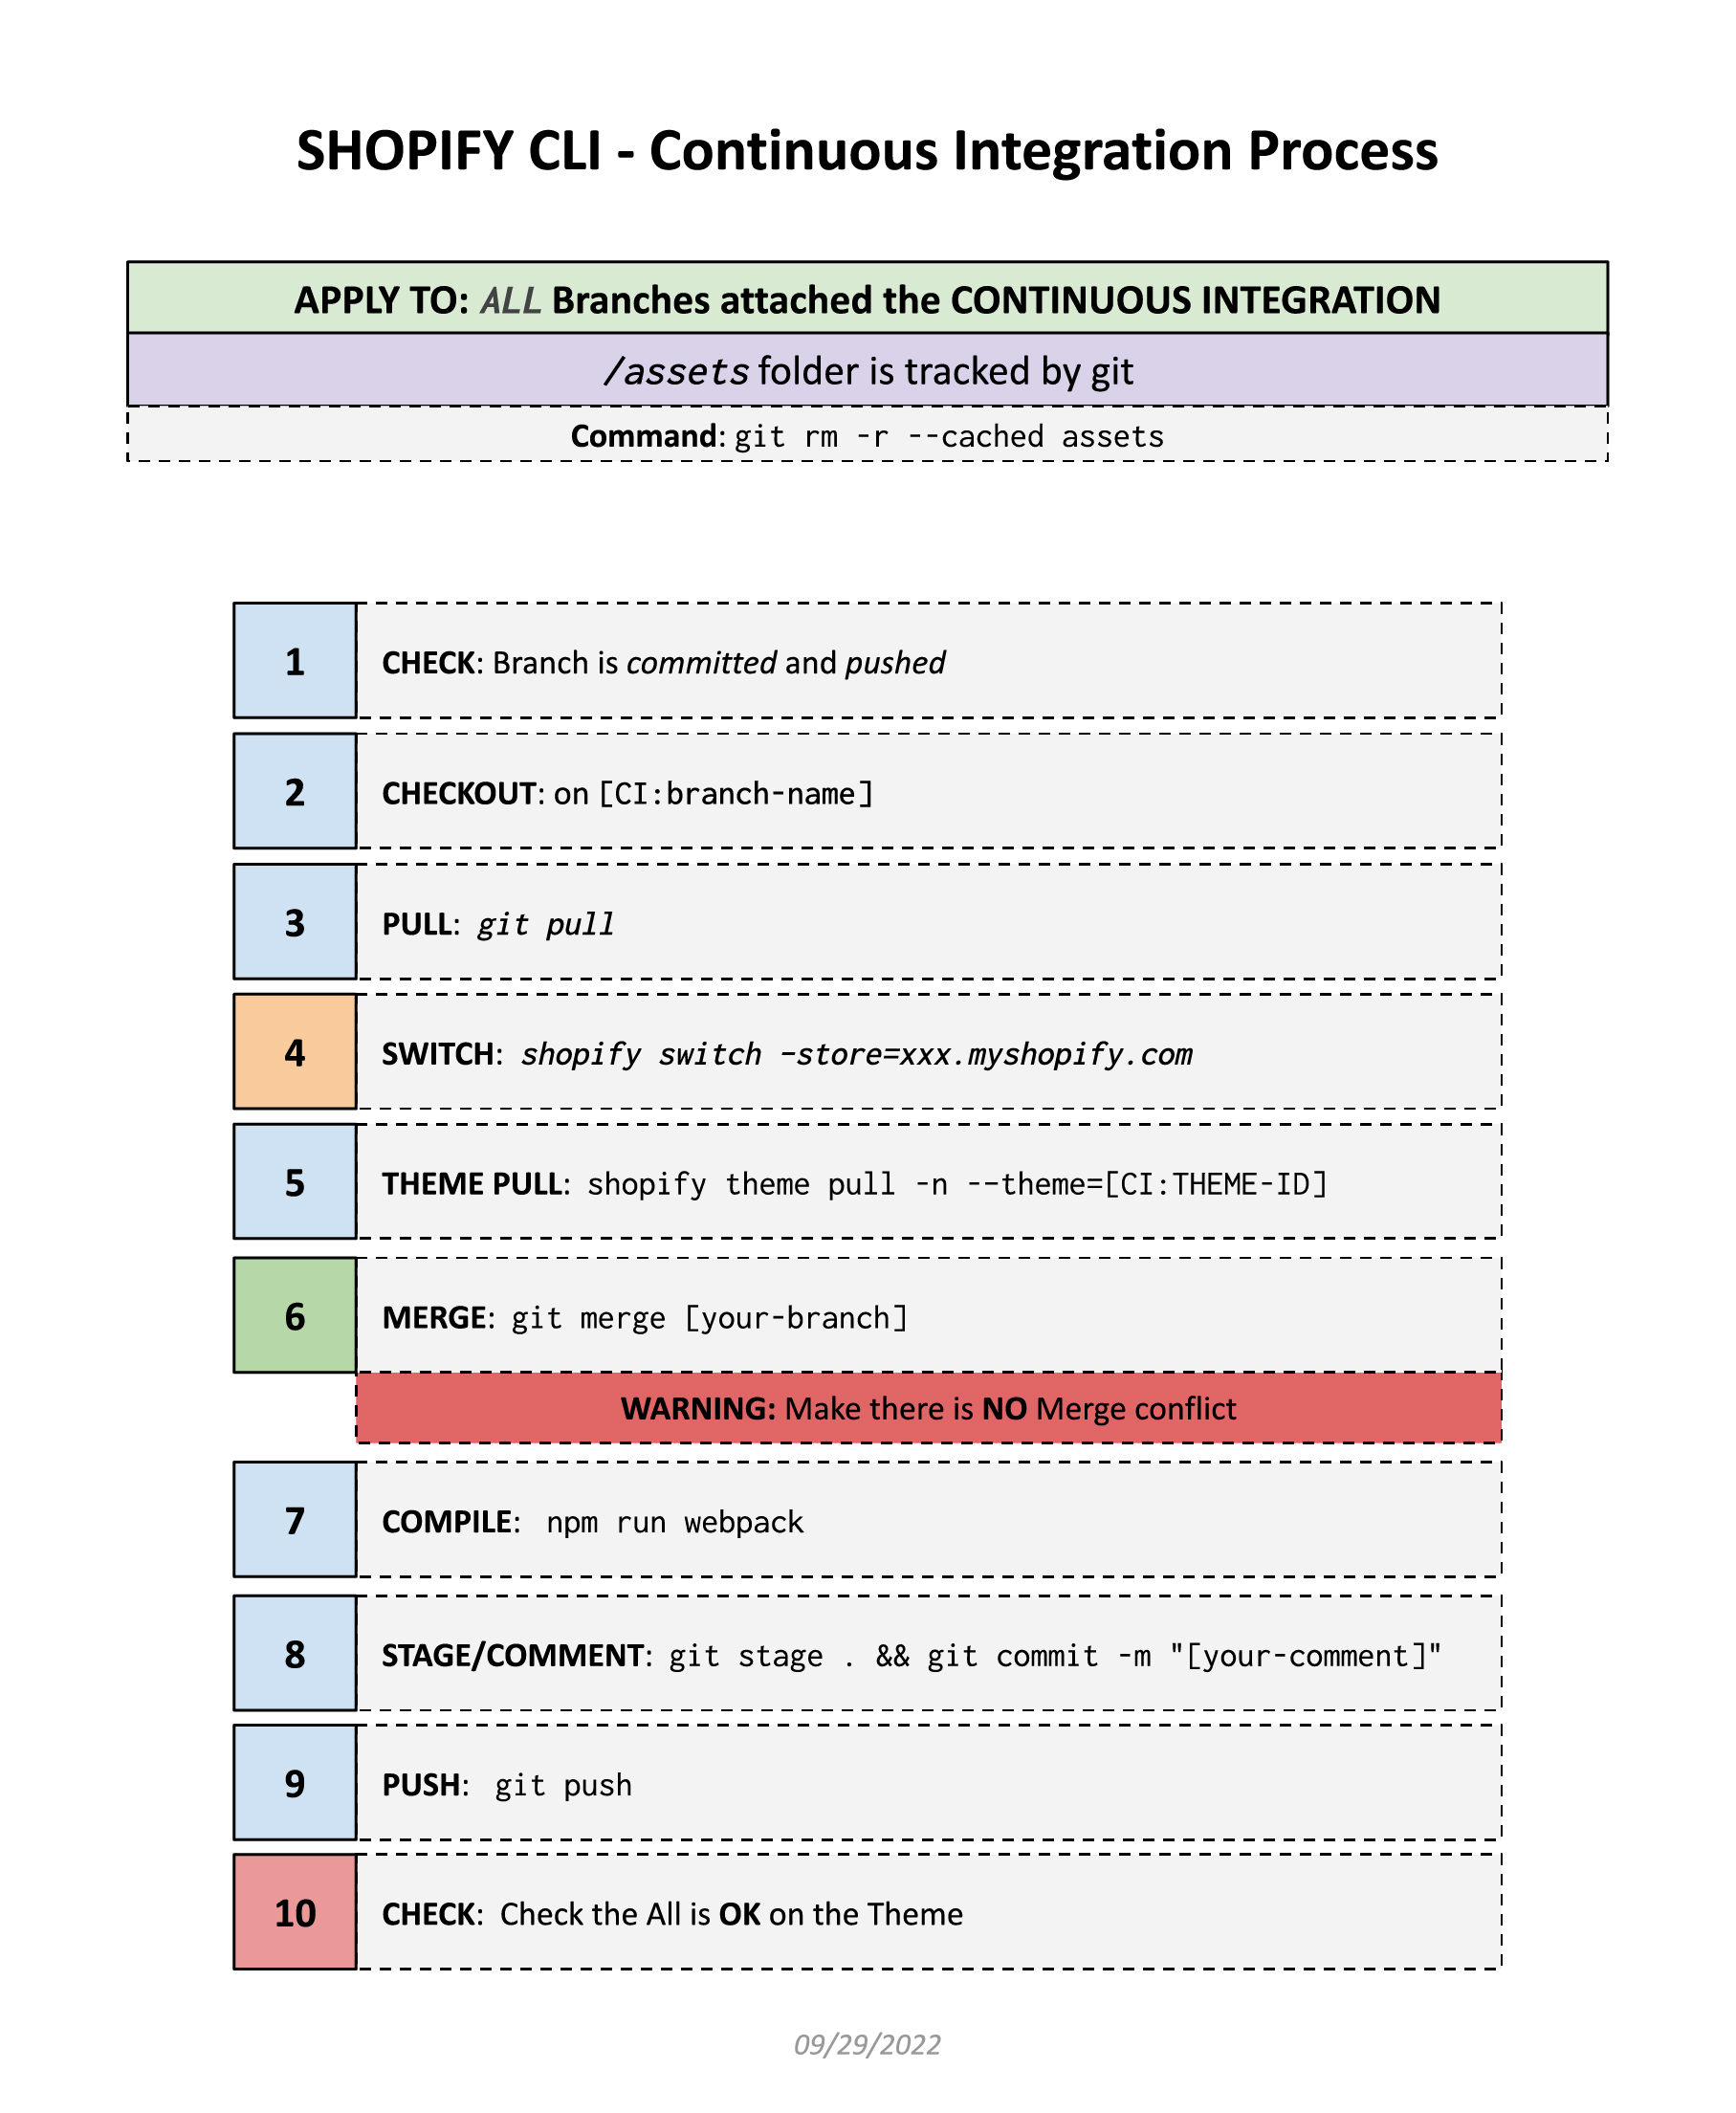 SHOPIFY CLI - Continuous Integration Process
APPLY TO: ALL Branches attached the CONTINUOUS INTEGRATION
/assets folder is tracked by git
Command: git rm -r --cached assets
1 CHECK: Branch is committed and pushed
2 CHECKOUT: on [CI:branch-name]
3 PULL: git pull
4 SWITCH: shopify switch –store=xxx.myshopify.com
5 THEME PULL: shopify theme pull -n --theme=[CI:THEME-ID]
6 MERGE: git merge [your-branch]
WARNING: Make there is NO Merge conflict
7 COMPILE: npm run webpack
8 STAGE/COMMENT: git stage . && git commit -m "[your-comment]"
9 PUSH: git push
10 CHECK: Check the All is OK on the Theme
09/29/2022